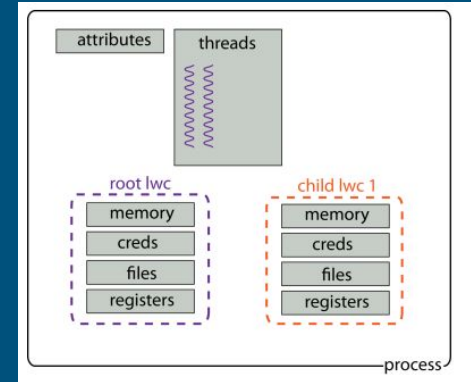 attributes
threads
root lwc
memory
creds
files
registers
child lwc 1
memory
creds
files
registers
process